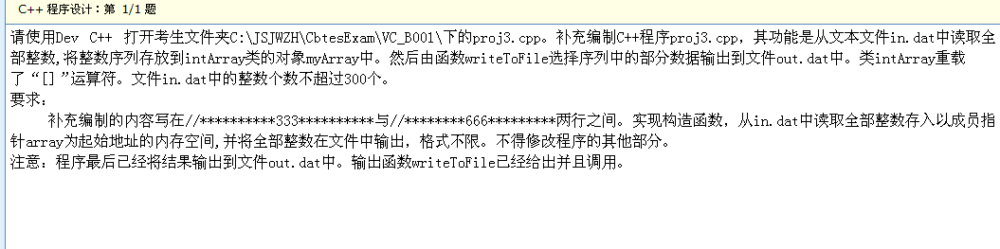 C++ 程序设计：第 1/1 题
请使用Dev C++ 打开考生文件夹C:\JSJWZH\CbtesExam\VC_B001\下的proj3.cpp。补充编制C++程序proj3.cpp，其功能是从文本文件in.dat中读取全
部整数,将整数序列存放到intArray类的对象myArray中。然后由函数writeToFile选择序列中的部分数据输出到文件out.dat中。类intArray重载
了“[]”运算符。文件in.dat中的整数个数不超过300个。
要求:
补充编制的内容写在//**********333**********与//********666*********两行之间。实现构造函数，从in.dat中读取全部整数存入以成员指
针array为起始地址的内存空间,并将全部整数在文件中输出，格式不限。不得修改程序的其他部分。
注意：程序最后已经将结果输出到文件out.dat中。输出函数writeToFile已经给出并且调用。